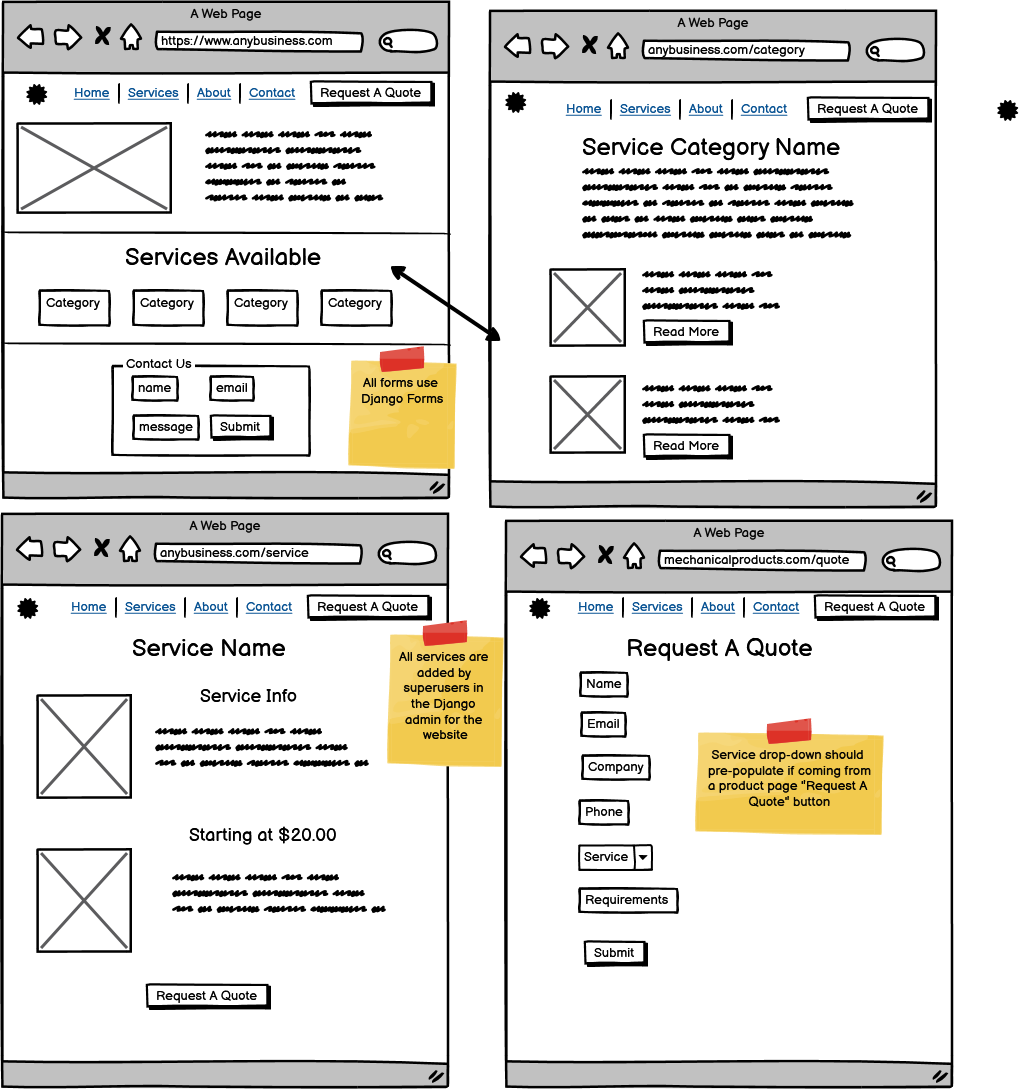 A Web Page
https://www.anybusiness.com
Home
Services
About
Contact
Request A Quote
Services Available
Category
Category
Category
Category
Contact Us
name
email
message
Submit
All forms use
Django Forms
A Web Page
anybusiness.com/category
Home
Services
About
Contact
Request A Quote
Service Category Name
Read More
Read More
A Web Page
anybusiness.com/service
Home
Services
About
Contact
Request A Quote
Service Name
All services are
added by
superusers in
the Django
admin for the
website
Service Info
Starting at $20.00
Request A Quote
A Web Page
mechanicalproducts.com/quote
Home
Services
About
Contact
Request A Quote
Request A Quote
Name
Email
Company
Phone
Service
Requirements
Submit
Service drop-down should
pre-populate if coming from
a product page "Request A
Quote" button